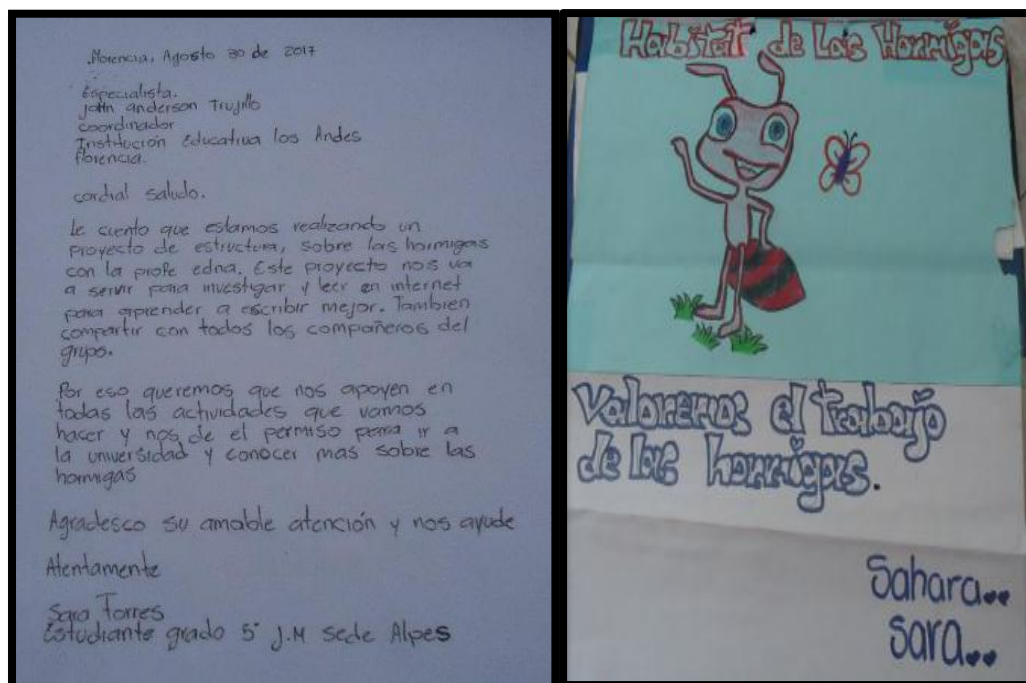 Florencia, Agosto 30 de 2017
Especialista.
john anderson Trujillo
coordinador
Institución Educativa los Andes
florencia.
cordial saludo.
Le cuento que estamos realizando un
proyecto de estructura, sobre las hormigas
con la profe edna. Este proyecto nos va
a servir para investigar y leer en internet
para aprender a escribir mejor. Tambien
compartir con todos los compañeros del
grupo.
Por eso queremos que nos apoyen en
todas las actividades que vamos
hacer y nos de el permiso para ir a
la universidad y conocer mas sobre las
hormigas
Agradesco su amable atención y nos ayude
Atentamente
Sara Torres
Estudiante grado 5° J.M sede Alpes
Habitat de Las Hormigas
Valoremos el trabajo
de las hormigas.
Sahara..
sara..